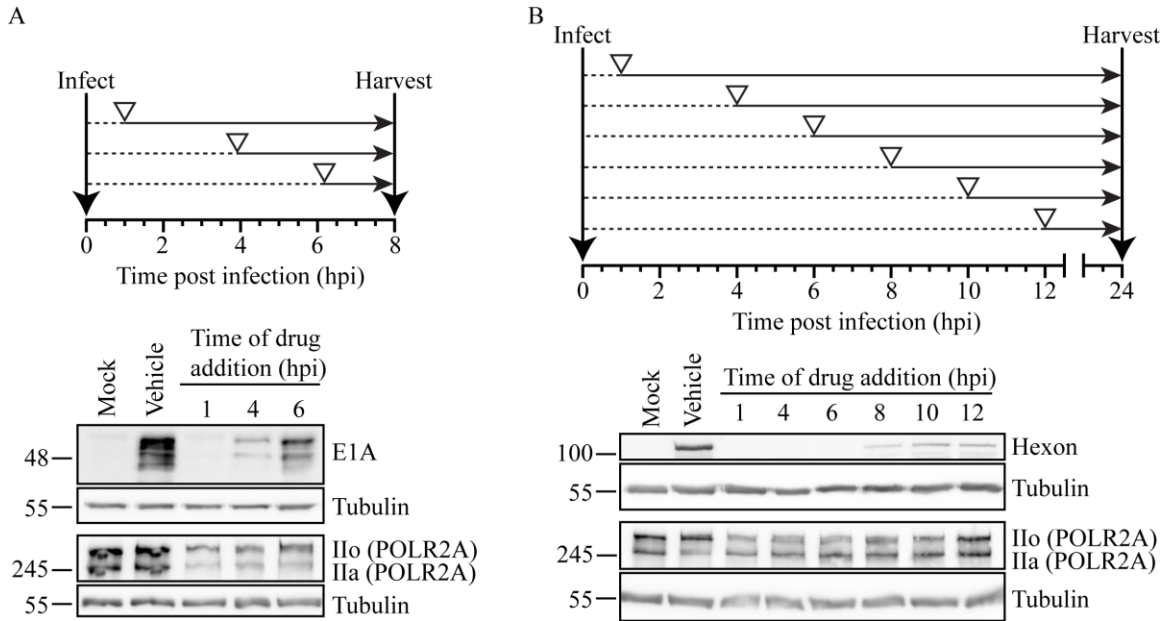 A
Infect
Harvest
0 2 4 6 8
Time post infection (hpi)
Time of drug
addition (hpi)
Mock
Vehicle
1 4 6
48
E1A
55
Tubulin
IIo (POLR2A)
245
IIa (POLR2A)
55
Tubulin
B
Infect
Harvest
0 2 4 6 8 10 12 24
Time post infection (hpi)
Mock
Vehicle
Time of drug addition (hpi)
1 4 6 8 10 12
100
Hexon
55
Tubulin
IIo (POLR2A)
245
IIa (POLR2A)
55
Tubulin